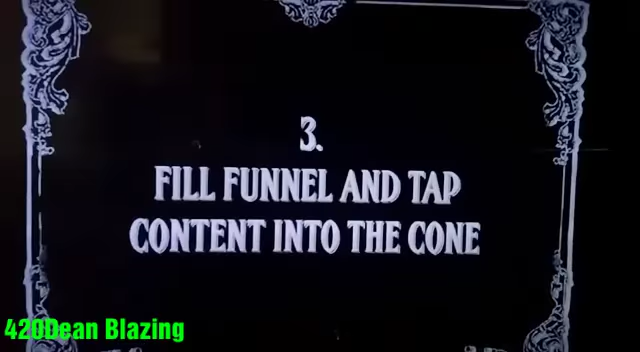 3.
FILL FUNNEL AND TAP
CONTENT INTO THE CONE
420Dean Blazing